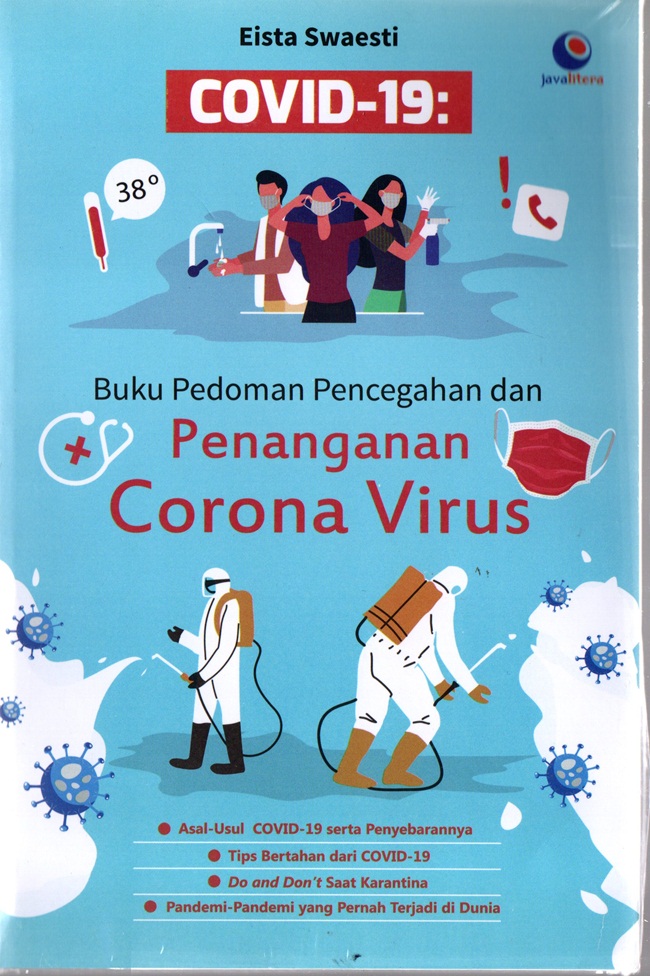 Eista Swaesti
javalitera
COVID-19:
38°
!
Buku Pedoman Pencegahan dan
Penanganan
Corona Virus
Asal-Usul COVID-19 serta Penyebarannya
Tips Bertahan dari COVID-19
Do and Don't Saat Karantina
Pandemi-Pandemi yang Pernah Terjadi di Dunia